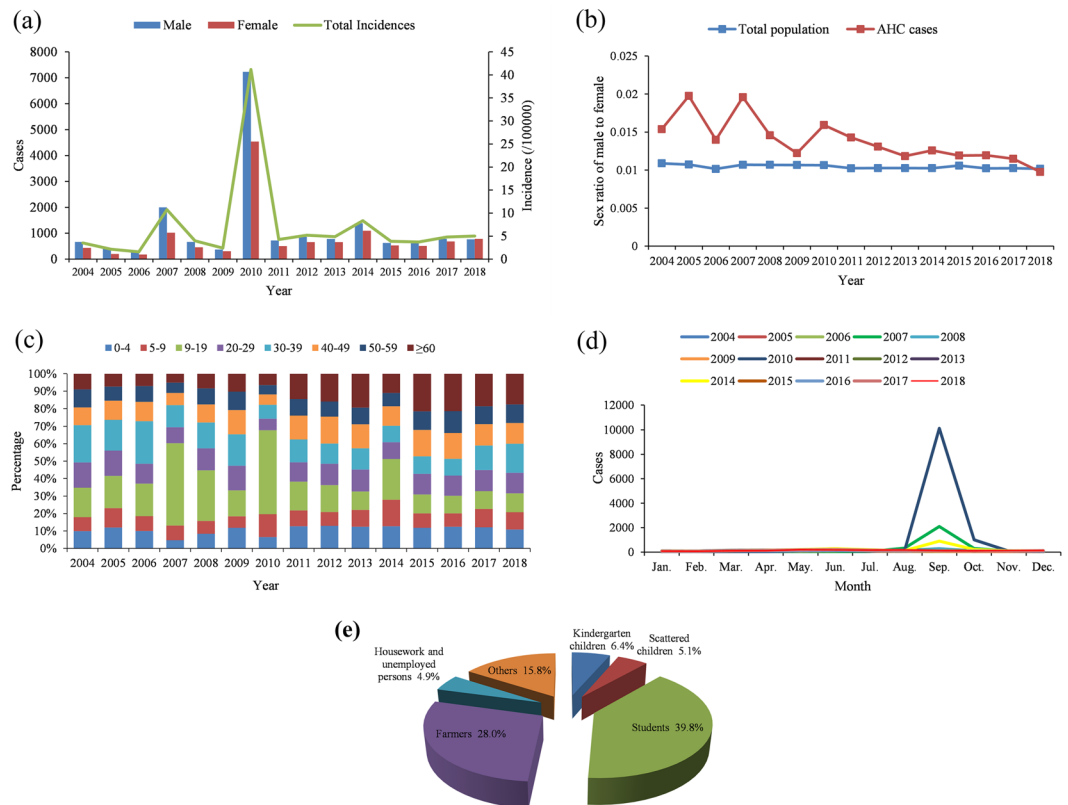 (a)
Male Female Total Incidences
8000
7000
6000
5000
4000
3000
2000
1000
0
Cases
45
40
35
30
25
20
15
10
5
0
Incidence (/100000)
2004 2005 2006 2007 2008 2009 2010 2011 2012 2013 2014 2015 2016 2017 2018
Year
(b)
Total population AHC cases
0.025
0.02
0.015
0.01
0.005
0
Sex ratio of male to female
2004 2005 2006 2007 2008 2009 2010 2011 2012 2013 2014 2015 2016 2017 2018
Year
(c)
0-4 5-9 9-19 20-29 30-39 40-49 50-59 ≥60
100%
90%
80%
70%
60%
50%
40%
30%
20%
10%
0%
Percentage
2004 2005 2006 2007 2008 2009 2010 2011 2012 2013 2014 2015 2016 2017 2018
Year
(d)
2004 2005 2006 2007 2008
2009 2010 2011 2012 2013
2014 2015 2016 2017 2018
12000
10000
8000
6000
4000
2000
0
Cases
Jan. Feb. Mar. Apr. May. Jun. Jul. Aug. Sep. Oct. Nov. Dec.
Month
(e)
Kindergarten
children
6.4%
Scattered
children 5.1%
Students 39.8%
Farmers 28.0%
Housework and
unemployed
persons 4.9%
Others 15.8%